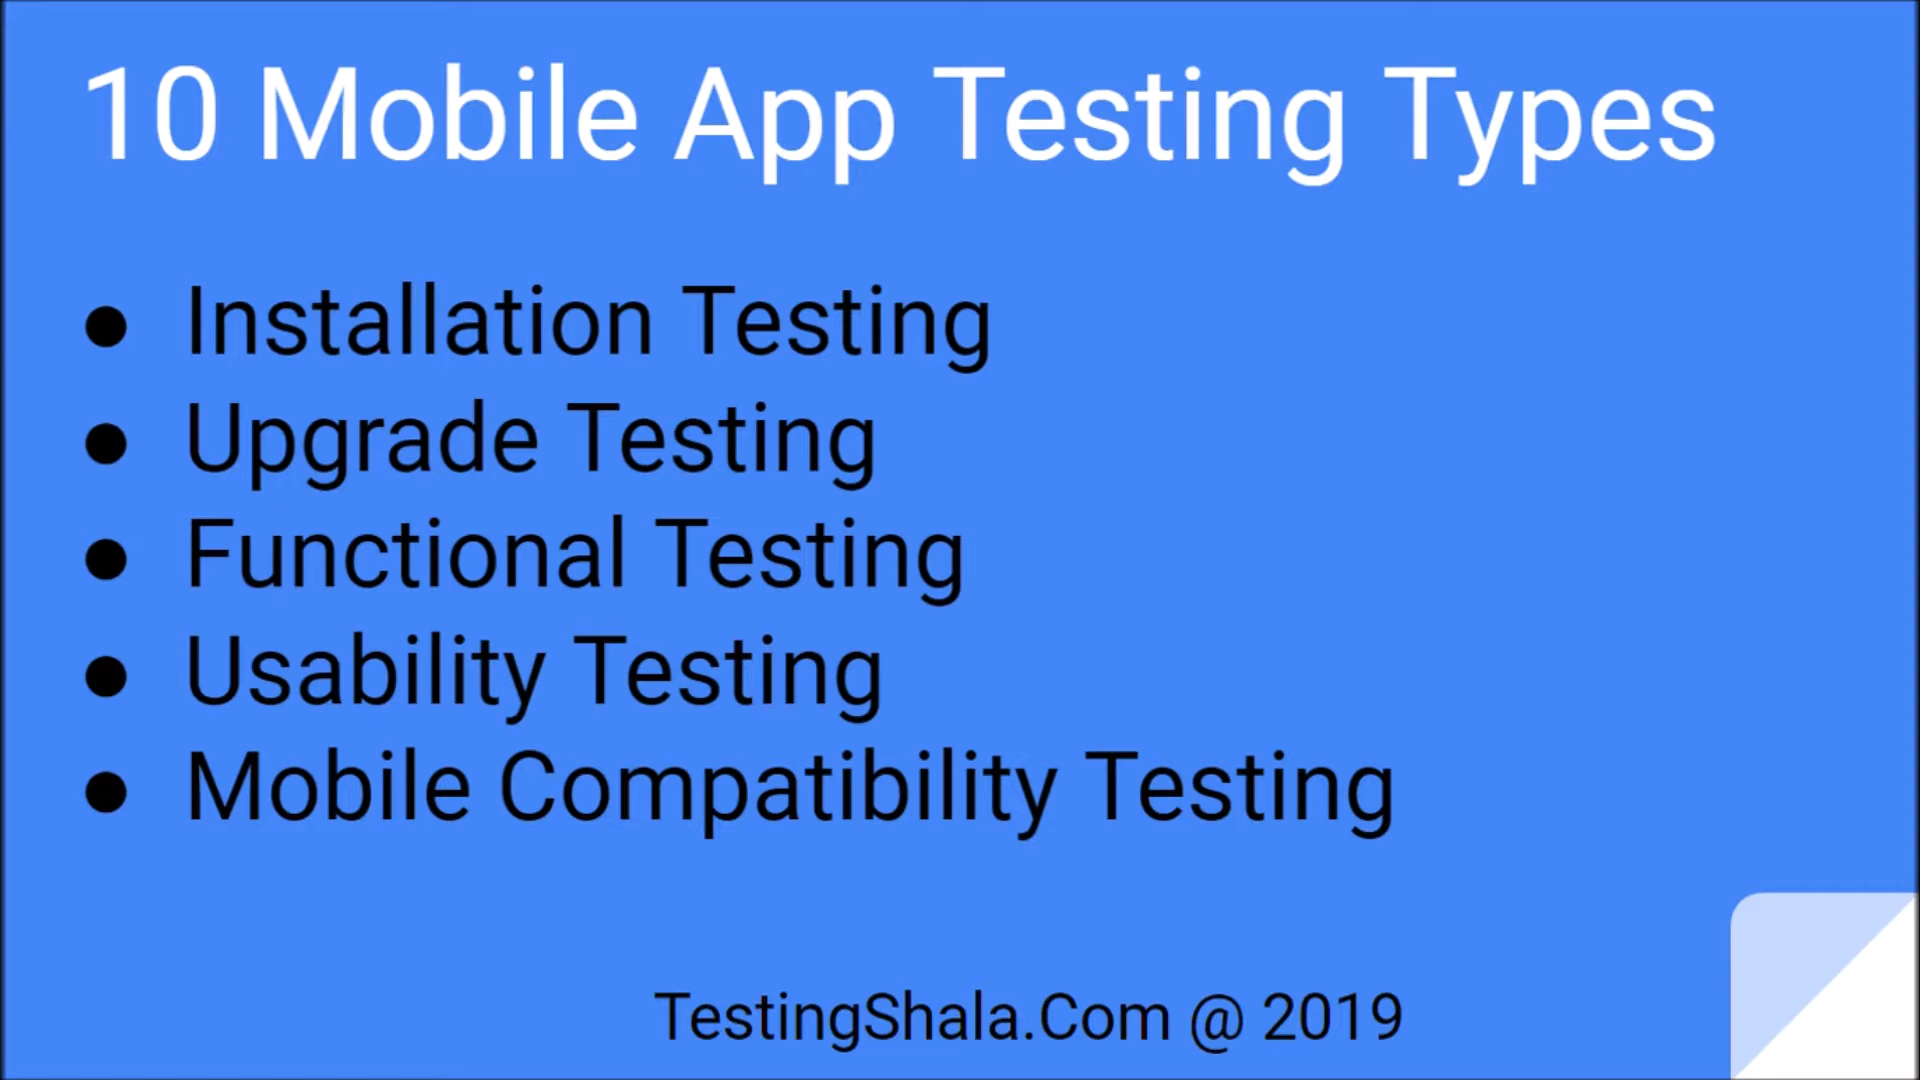 10 Mobile App Testing Types
● Installation Testing
● Upgrade Testing
● Functional Testing
● Usability Testing
● Mobile Compatibility Testing
TestingShala.Com @ 2019